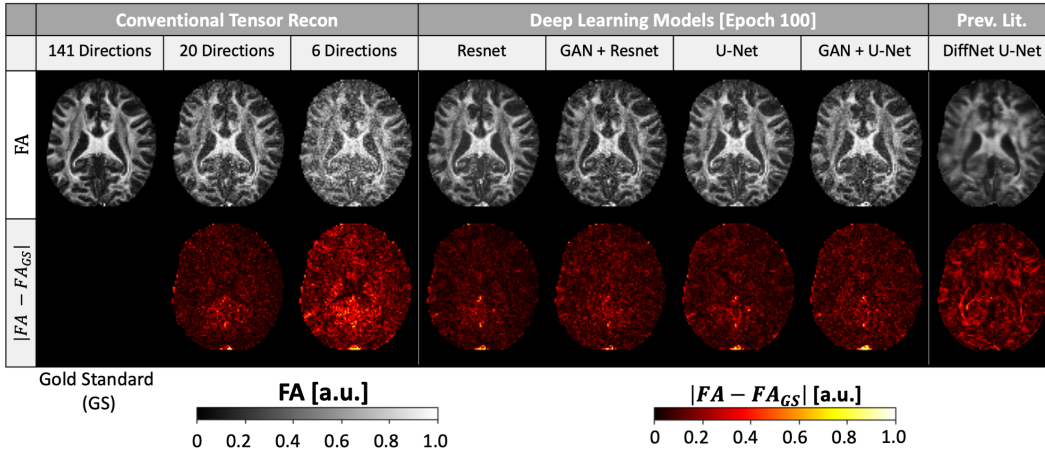 Conventional Tensor Recon Deep Learning Models [Epoch 100] Prev. Lit.
141 Directions 20 Directions 6 Directions Resnet GAN + Resnet U-Net GAN + U-Net DiffNet U-Net
FA
|FA − FA_GS|
Gold Standard
(GS)
FA [a.u.]
0 0.2 0.4 0.6 0.8 1.0
|FA − FA_GS| [a.u.]
0 0.2 0.4 0.6 0.8 1.0